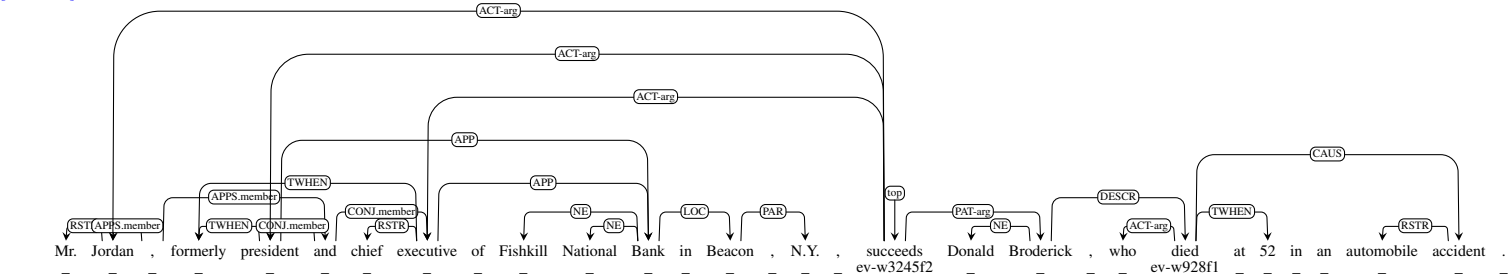 ACT-arg
ACT-arg
ACT-arg
APP
CAUS
TWHEN APP
APPS.member top DESCR
CONJ.member NE LOC PAR PAT-arg TWHEN
RST APPS.member TWHEN CONJ.member RSTR NE NE ACT-arg RSTR
Mr. Jordan , formerly president and chief executive of Fishkill National Bank in Beacon , N.Y. , succeeds Donald Broderick , who died at 52 in an automobile accident .
ev-w3245f2 ev-w928f1
_ _ _ _ _ _ _ _ _ _ _ _ _ _ _ _ _ _ _ _ _ _ _ _ _ _ _ _ _ _